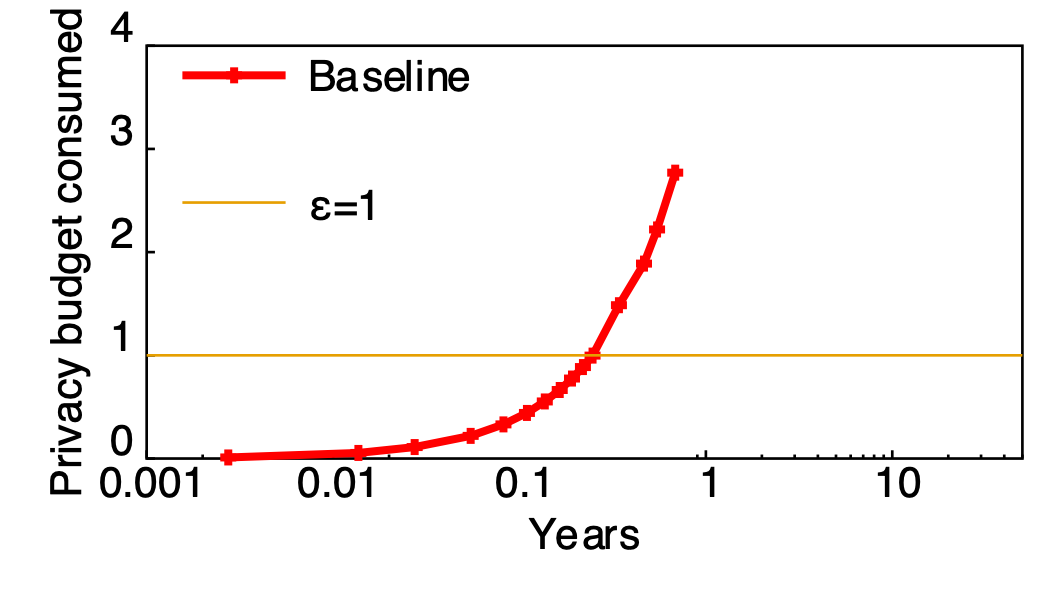 Privacy budget consumed
4
3
2
1
0
Baseline
ε=1
0.001 0.01 0.1 1 10
Years